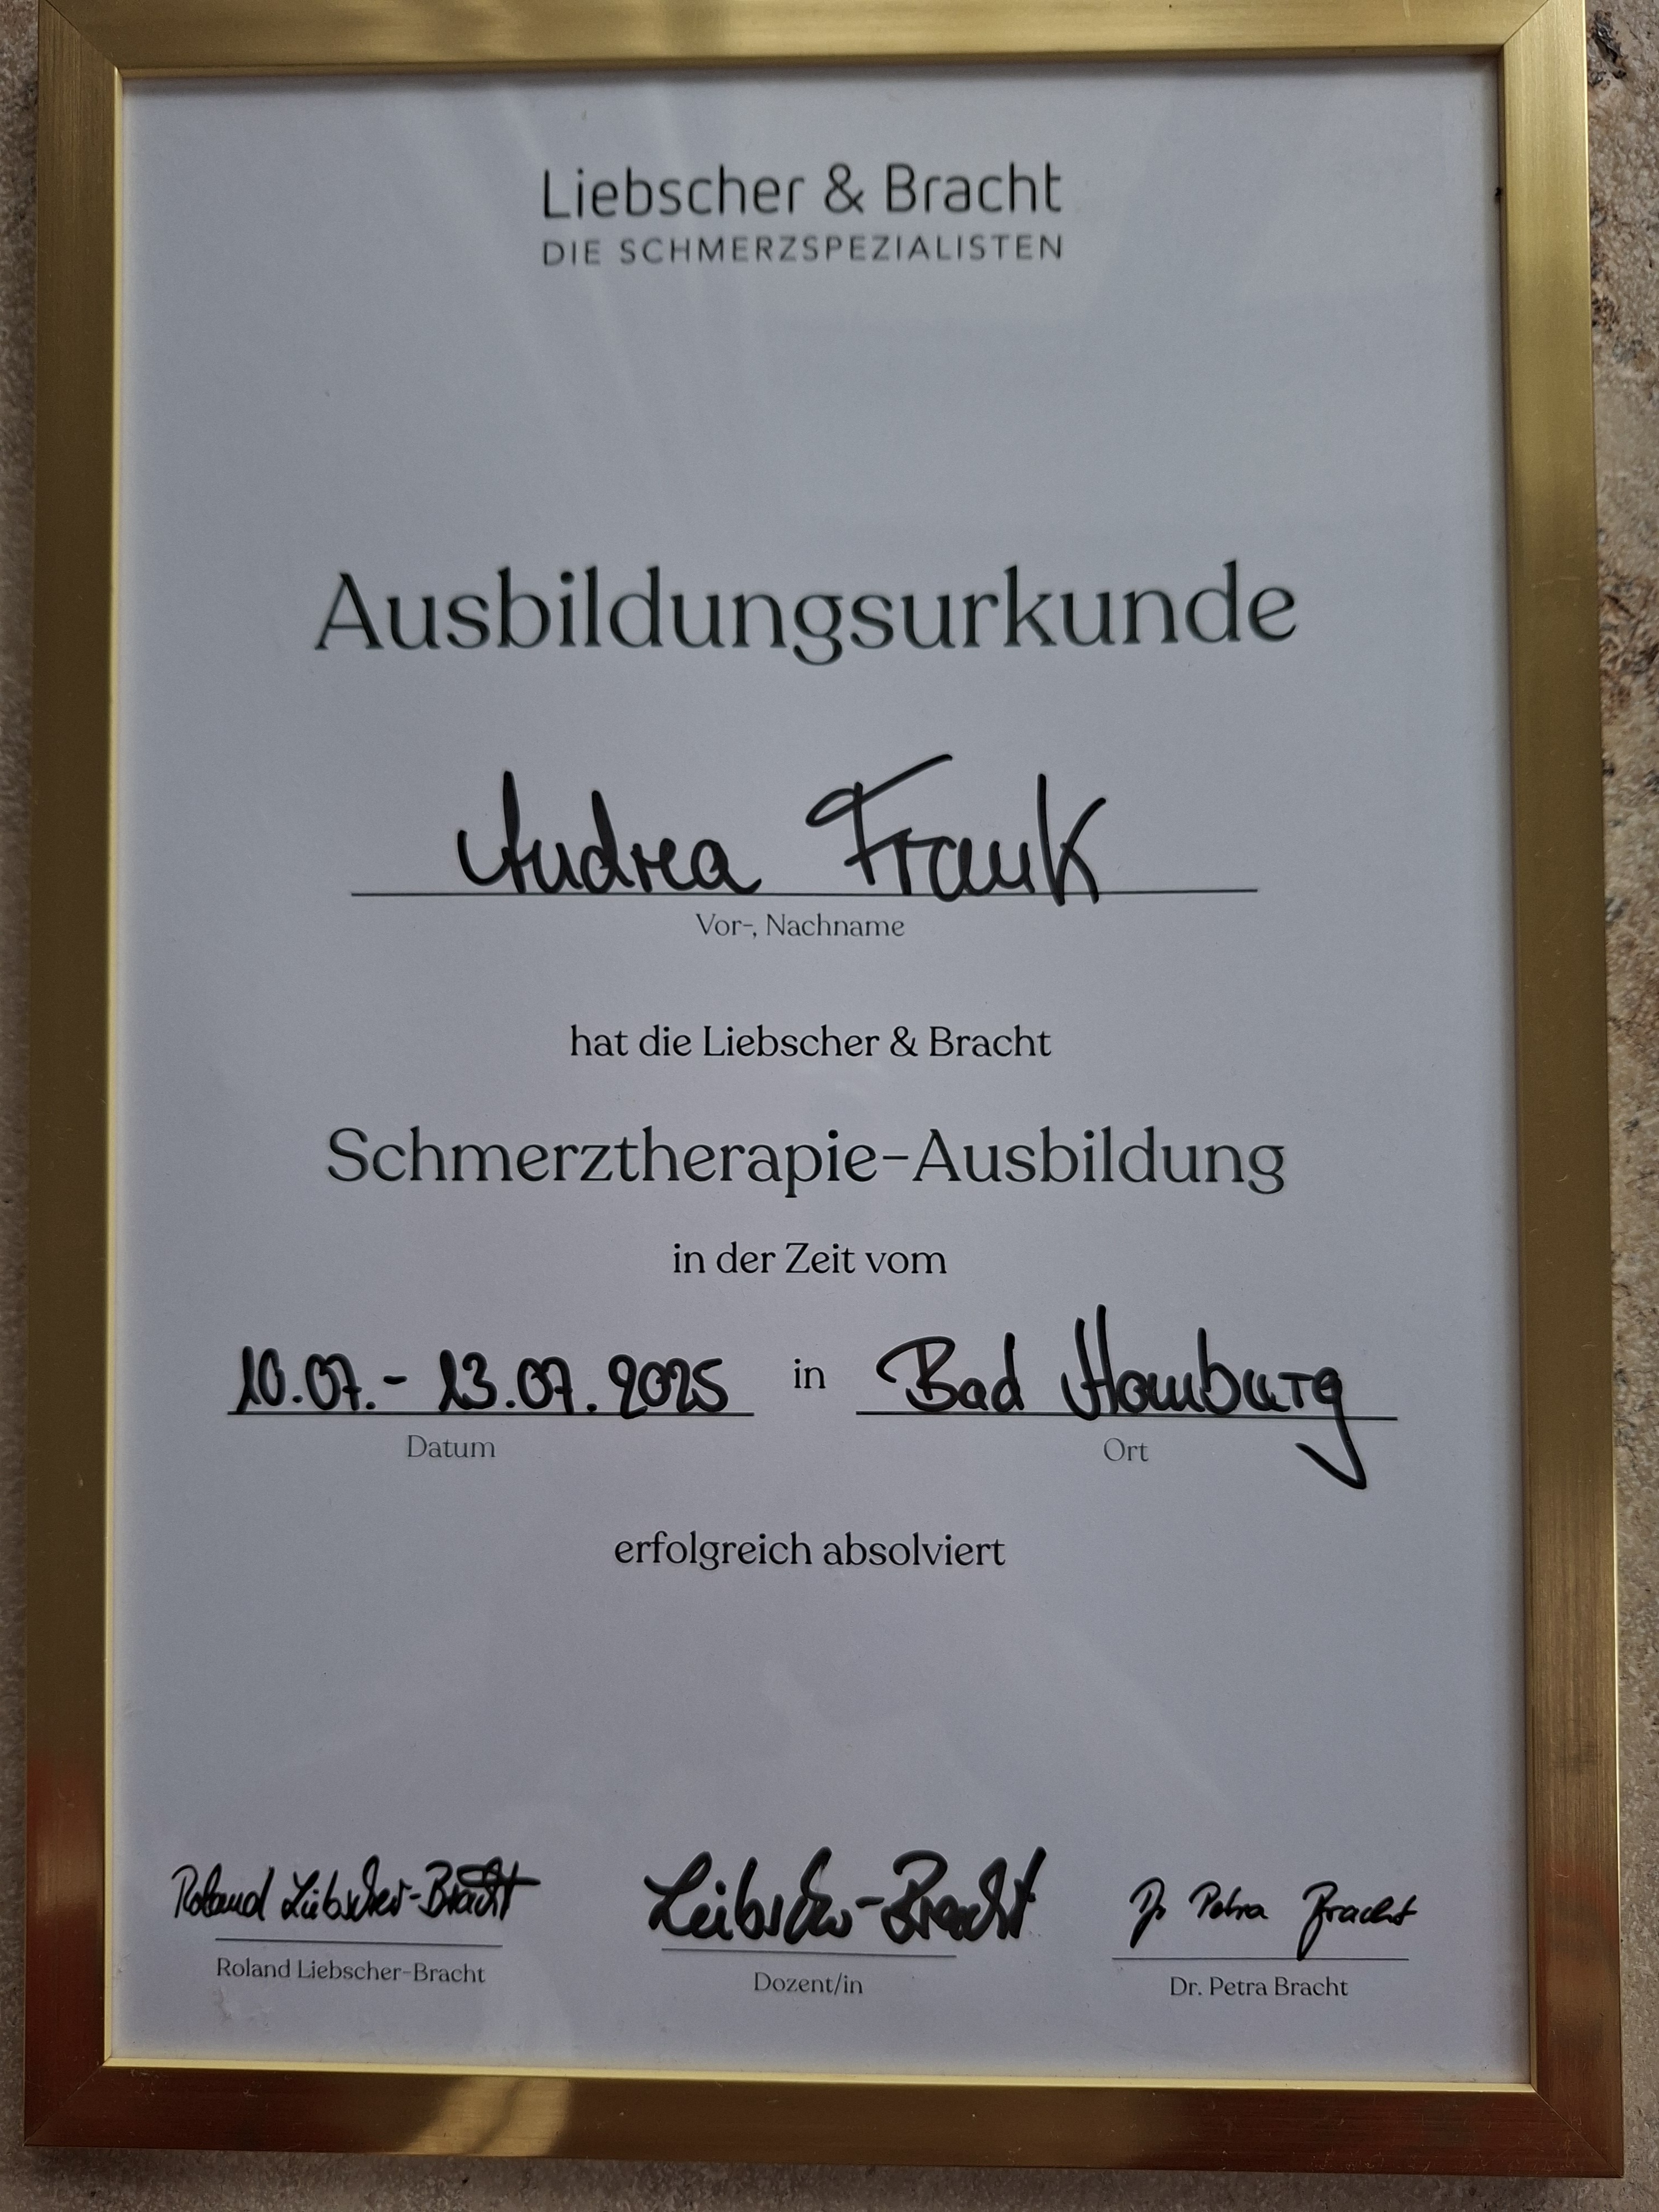 Liebscher & Bracht
DIE SCHMERZSPEZIALISTEN
Ausbildungsurkunde
Andrea Frank
Vor-, Nachname
hat die Liebscher & Bracht
Schmerztherapie-Ausbildung
in der Zeit vom
10.07.- 13.07.2025 in Bad Homburg
Datum Ort
erfolgreich absolviert
Roland Liebscher-Bracht Liebscher-Bracht Dr Petra Bracht
Roland Liebscher-Bracht Dozent/in Dr. Petra Bracht